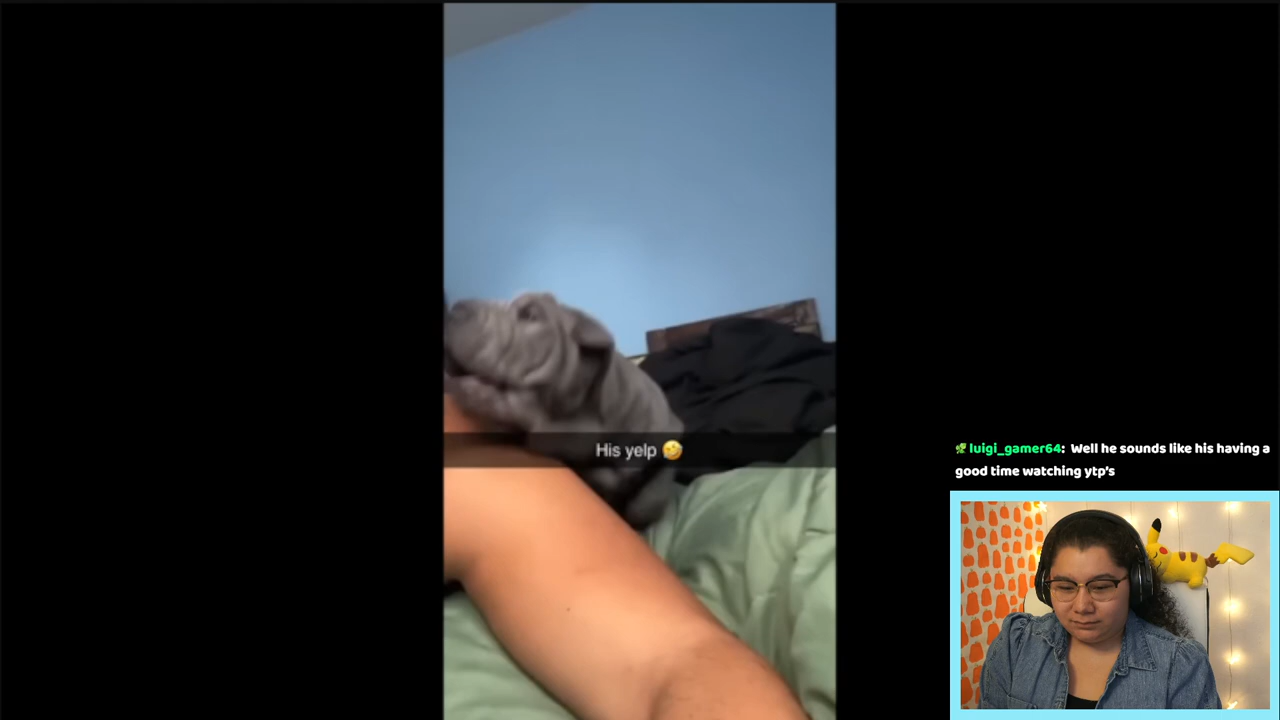 His yelp 🤣
luigi_gamer64: Well he sounds like his having a
good time watching ytp's